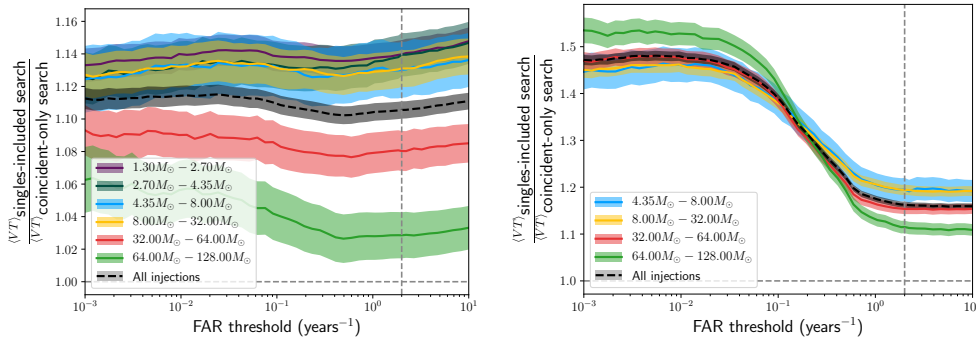 1.16
1.14
1.12
1.10
1.08
1.06
1.04
1.02
1.00
⟨VT⟩singles-included search
⟨VT⟩coincident-only search
1.30M⊙ − 2.70M⊙
2.70M⊙ − 4.35M⊙
4.35M⊙ − 8.00M⊙
8.00M⊙ − 32.00M⊙
32.00M⊙ − 64.00M⊙
64.00M⊙ − 128.00M⊙
All injections
10⁻³ 10⁻² 10⁻¹ 10⁰ 10¹
FAR threshold (years⁻¹)
1.5
1.4
1.3
1.2
1.1
1.0
⟨VT⟩singles-included search
⟨VT⟩coincident-only search
4.35M⊙ − 8.00M⊙
8.00M⊙ − 32.00M⊙
32.00M⊙ − 64.00M⊙
64.00M⊙ − 128.00M⊙
All injections
10⁻³ 10⁻² 10⁻¹ 10⁰
FAR threshold (years⁻¹)